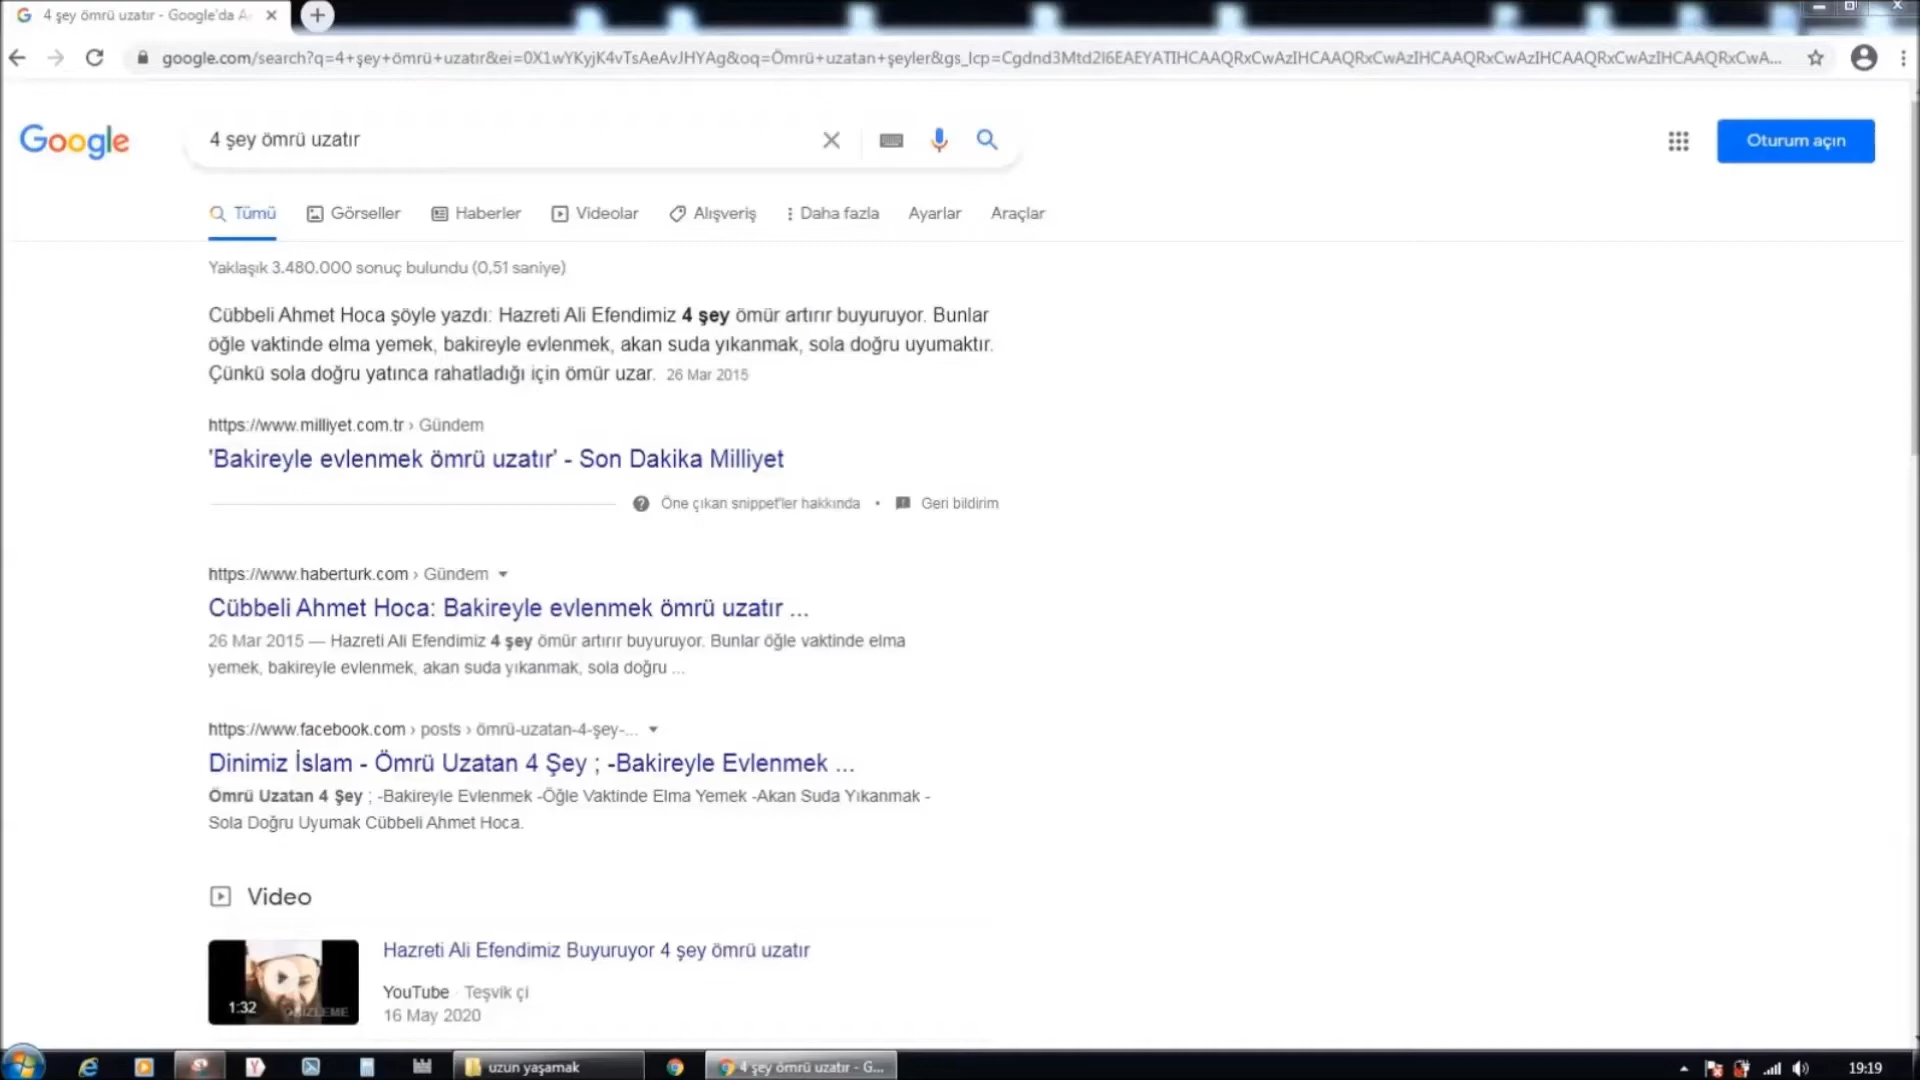 4 şey ömrü uzatır - Google'da A
google.com/search?q=4+şey+ömrü+uzatır&ei=0X1wYKyjK4vTsAeAvJHYAg&oq=Ömrü+uzatan+şeyler&gs_lcp=Cgdnd3Mtd2l6EAEYATIHCAAQRxCwAzIHCAAQRxCwAzIHCAAQRxCwAzIHCAAQRxCwAzIHCAAQRxCwA...
Google
4 şey ömrü uzatır
Oturum açın
Tümü Görseller Haberler Videolar Alışveriş Daha fazla Ayarlar Araçlar
Yaklaşık 3.480.000 sonuç bulundu (0,51 saniye)
Cübbeli Ahmet Hoca şöyle yazdı: Hazreti Ali Efendimiz 4 şey ömür artırır buyuruyor. Bunlar
öğle vaktinde elma yemek, bakireyle evlenmek, akan suda yıkanmak, sola doğru uyumaktır.
Çünkü sola doğru yatınca rahatladığı için ömür uzar. 26 Mar 2015
https://www.milliyet.com.tr › Gündem
'Bakireyle evlenmek ömrü uzatır' - Son Dakika Milliyet
Öne çıkan snippet'ler hakkında • Geri bildirim
https://www.haberturk.com › Gündem
Cübbeli Ahmet Hoca: Bakireyle evlenmek ömrü uzatır ...
26 Mar 2015 — Hazreti Ali Efendimiz 4 şey ömür artırır buyuruyor. Bunlar öğle vaktinde elma
yemek, bakireyle evlenmek, akan suda yıkanmak, sola doğru ...
https://www.facebook.com › posts › ömrü-uzatan-4-şey-...
Dinimiz İslam - Ömrü Uzatan 4 Şey ; -Bakireyle Evlenmek ...
Ömrü Uzatan 4 Şey ; -Bakireyle Evlenmek -Öğle Vaktinde Elma Yemek -Akan Suda Yıkanmak -
Sola Doğru Uyumak Cübbeli Ahmet Hoca.
Video
Hazreti Ali Efendimiz Buyuruyor 4 şey ömrü uzatır
1:32
YouTube · Teşvik çi
16 May 2020
uzun yaşamak
4 şey ömrü uzatır - G...
19:19